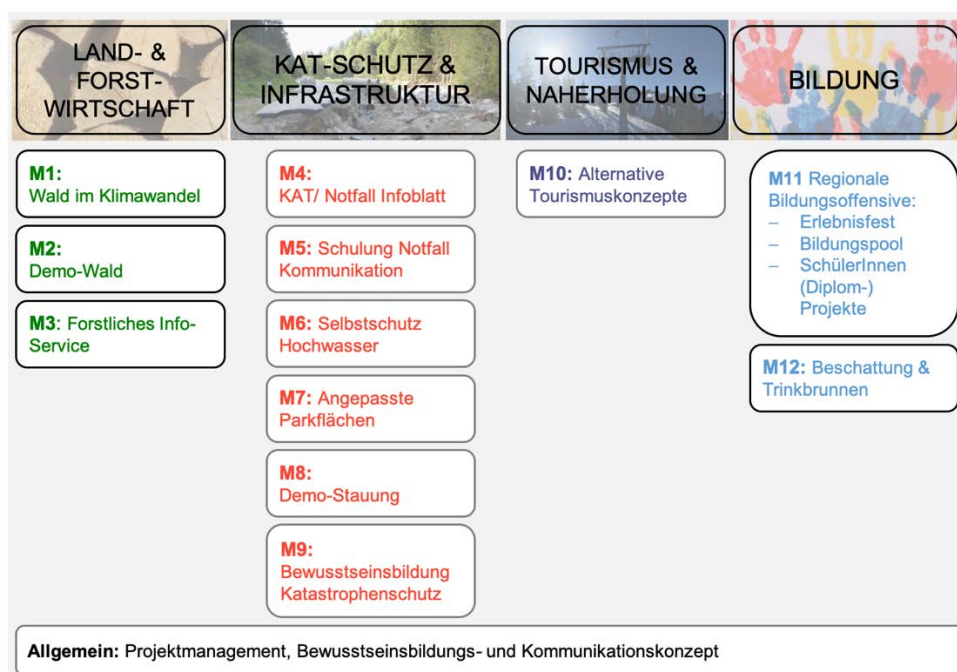 LAND- &
FORST-
WIRTSCHAFT
M1:
Wald im Klimawandel
M2:
Demo-Wald
M3: Forstliches Info-
Service
KAT-SCHUTZ &
INFRASTRUKTUR
M4:
KAT/ Notfall Infoblatt
M5: Schulung Notfall
Kommunikation
M6: Selbstschutz
Hochwasser
M7: Angepasste
Parkflächen
M8:
Demo-Stauung
M9:
Bewusstseinsbildung
Katastrophenschutz
TOURISMUS &
NAHERHOLUNG
M10: Alternative
Tourismuskonzepte
BILDUNG
M11 Regionale
Bildungsoffensive:
– Erlebnisfest
– Bildungspool
– SchülerInnen
(Diplom-)
Projekte
M12: Beschattung &
Trinkbrunnen
Allgemein: Projektmanagement, Bewusstseinsbildungs- und Kommunikationskonzept